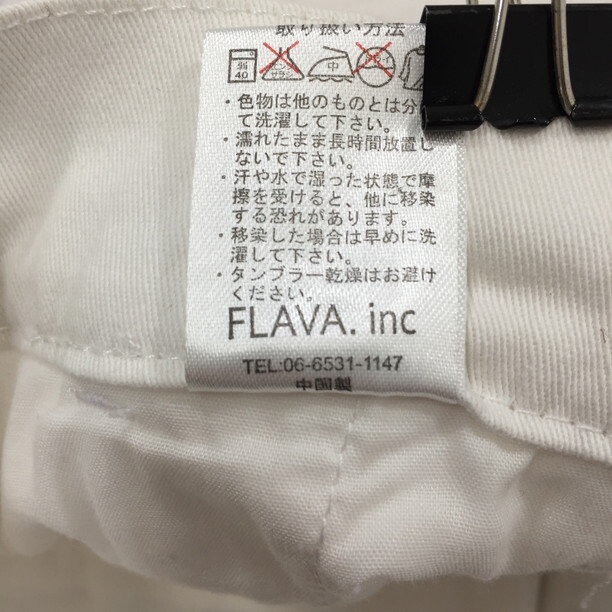 取り扱い方法
弱
40
中
・色物は他のものとは分
て洗濯して下さい。
・濡れたまま長時間放置し
ないで下さい。
・汗や水で湿った状態で摩
擦を受けると、他に移染
する恐れがあります。
・移染した場合は早めに洗
濯して下さい。
・タンブラー乾燥はお避け
ください。
FLAVA. inc
TEL:06-6531-1147
中国製